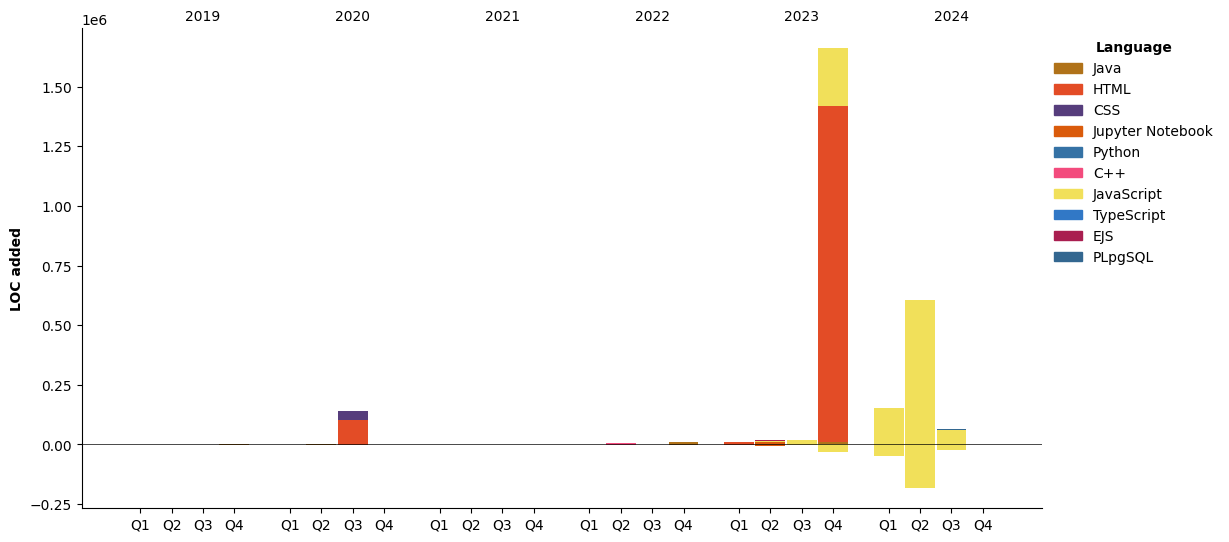 1e6
2019 2020 2021 2022 2023 2024
Language
Java
HTML
CSS
Jupyter Notebook
Python
C++
JavaScript
TypeScript
EJS
PLpgSQL
LOC added
1.50
1.25
1.00
0.75
0.50
0.25
0.00
−0.25
Q1 Q2 Q3 Q4 Q1 Q2 Q3 Q4 Q1 Q2 Q3 Q4 Q1 Q2 Q3 Q4 Q1 Q2 Q3 Q4 Q1 Q2 Q3 Q4